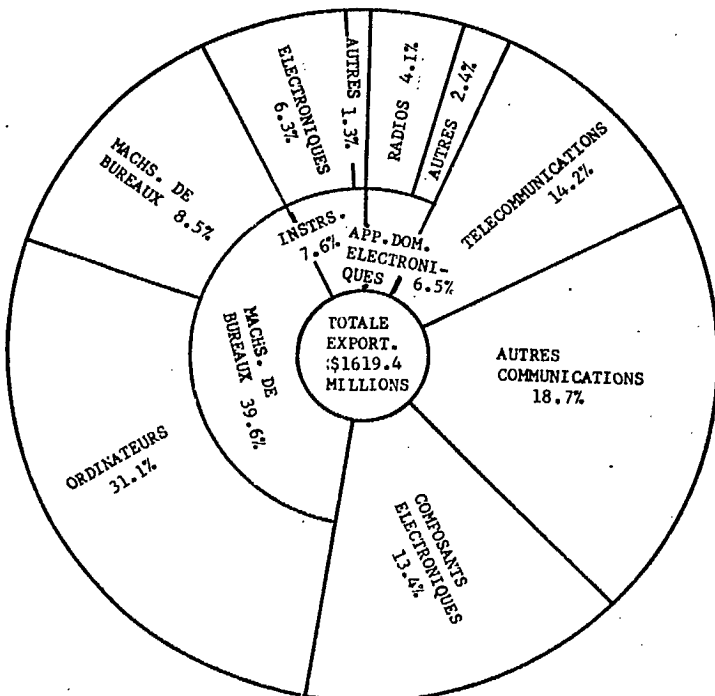 ELECTRONIQUES
6.3%
AUTRES 1.3%
RADIOS 4.1%
AUTRES 2.4%
TELECOMMUNICATIONS
14.2%
MACHS. DE
BUREAUX 8.5%
INSTRS.
7.6%
APP.DOM.
ELECTRONI-
QUES 6.5%
MACHS. DE
BUREAUX 39.6%
TOTALE
EXPORT.
$1619.4
MILLIONS
AUTRES
COMMUNICATIONS
18.7%
ORDINATEURS
31.1%
COMPOSANTS
ELECTRONIQUES
13.4%